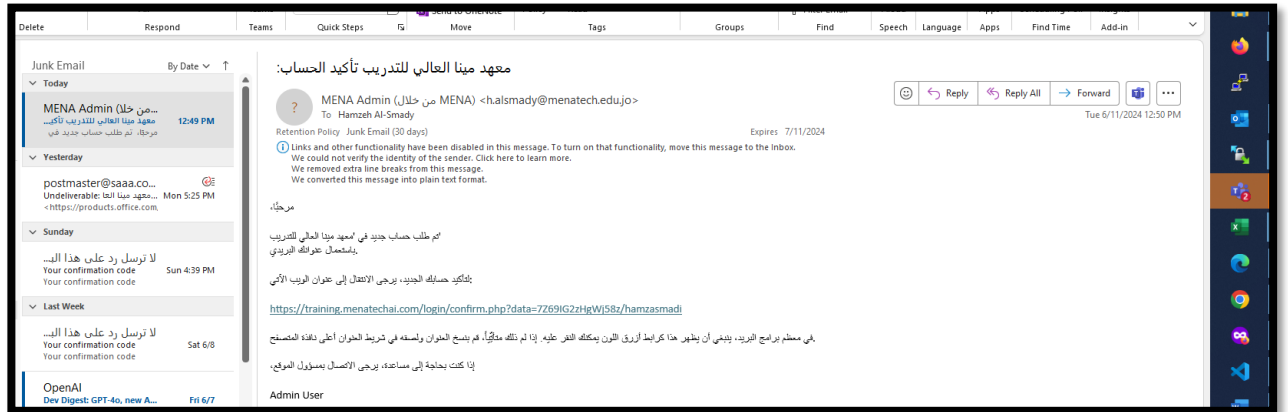 Delete
Respond
Teams
Quick Steps
Move
Tags
Groups
Find
Speech
Language
Apps
Find Time
Add-in
Junk Email
By Date
Today
MENA Admin (من خلا...
معهد مينا العالي للتدريب تأكي... 12:49 PM
مرحبًا، تم طلب حساب جديد في
Yesterday
postmaster@saaa.co...
Undeliverable: معهد مينا العا... Mon 5:25 PM
<https://products.office.com,
Sunday
لا ترسل رد على هذا الب...
Your confirmation code Sun 4:39 PM
Your confirmation code
Last Week
لا ترسل رد على هذا الب...
Your confirmation code Sat 6/8
Your confirmation code
OpenAI
Dev Digest: GPT-4o, new A... Fri 6/7
معهد مينا العالي للتدريب تأكيد الحساب:
?
MENA Admin (من خلال MENA) <h.alsmady@menatech.edu.jo>
To Hamzeh Al-Smady
Reply
Reply All
Forward
...
Tue 6/11/2024 12:50 PM
Retention Policy Junk Email (30 days) Expires 7/11/2024
Links and other functionality have been disabled in this message. To turn on that functionality, move this message to the Inbox.
We could not verify the identity of the sender. Click here to learn more.
We removed extra line breaks from this message.
We converted this message into plain text format.
مرحبًا،
تم طلب حساب جديد في 'معهد مينا العالي للتدريب'
باستعمال عنوانك البريدي.
لتأكيد حسابك الجديد، يرجى الانتقال إلى عنوان الويب الآتي:
https://training.menatechai.com/login/confirm.php?data=7Z69IG2zHgWj58z/hamzasmadi
في معظم برامج البريد، ينبغي أن يظهر هذا كرابط أزرق اللون يمكنك النقر عليه. إذا لم ذلك متأتِّياً، قم بنسخ العنوان ولصقه في شريط العنوان أعلى نافذة المتصفح.
إذا كنت بحاجة إلى مساعدة، يرجى الاتصال بمسؤول الموقع،
Admin User